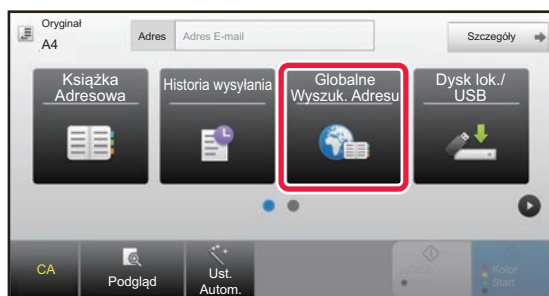 Oryginał
A4
Adres
Adres E-mail
Szczegóły
Książka
Adresowa
Historia wysyłania
Globalne
Wyszuk. Adresu
Dysk lok./
USB
CA
Podgląd
Ust.
Autom.
Kolor
Start